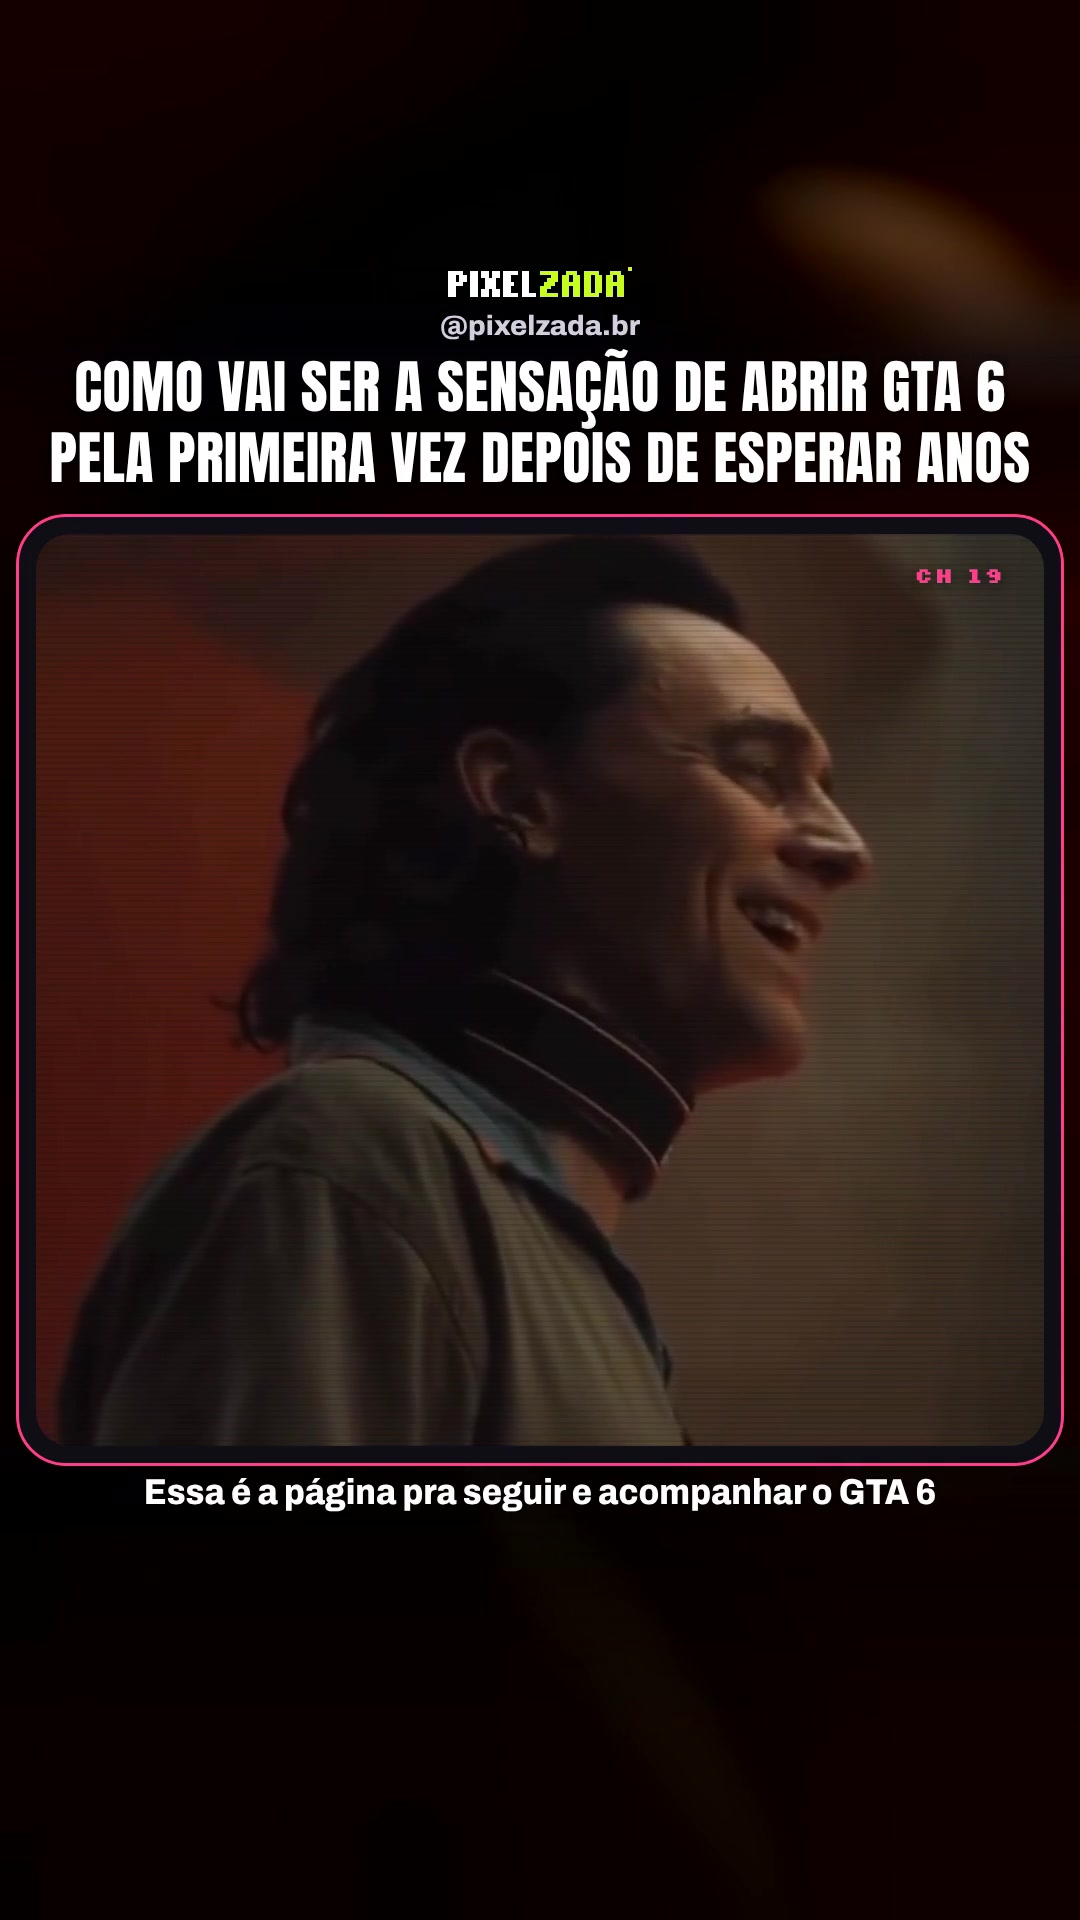 PIXELZADA
@pixelzada.br
COMO VAI SER A SENSAÇÃO DE ABRIR GTA 6
PELA PRIMEIRA VEZ DEPOIS DE ESPERAR ANOS
CH 19
Essa é a página pra seguir e acompanhar o GTA 6